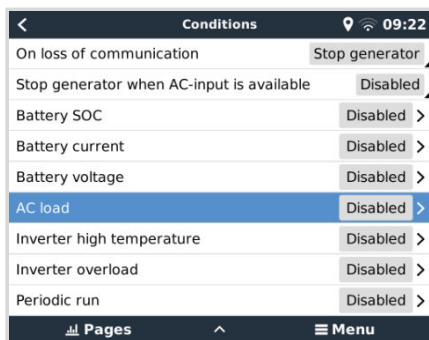 Conditions 09:22
On loss of communication Stop generator
Stop generator when AC-input is available Disabled
Battery SOC Disabled
Battery current Disabled
Battery voltage Disabled
AC load Disabled
Inverter high temperature Disabled
Inverter overload Disabled
Periodic run Disabled
Pages Menu